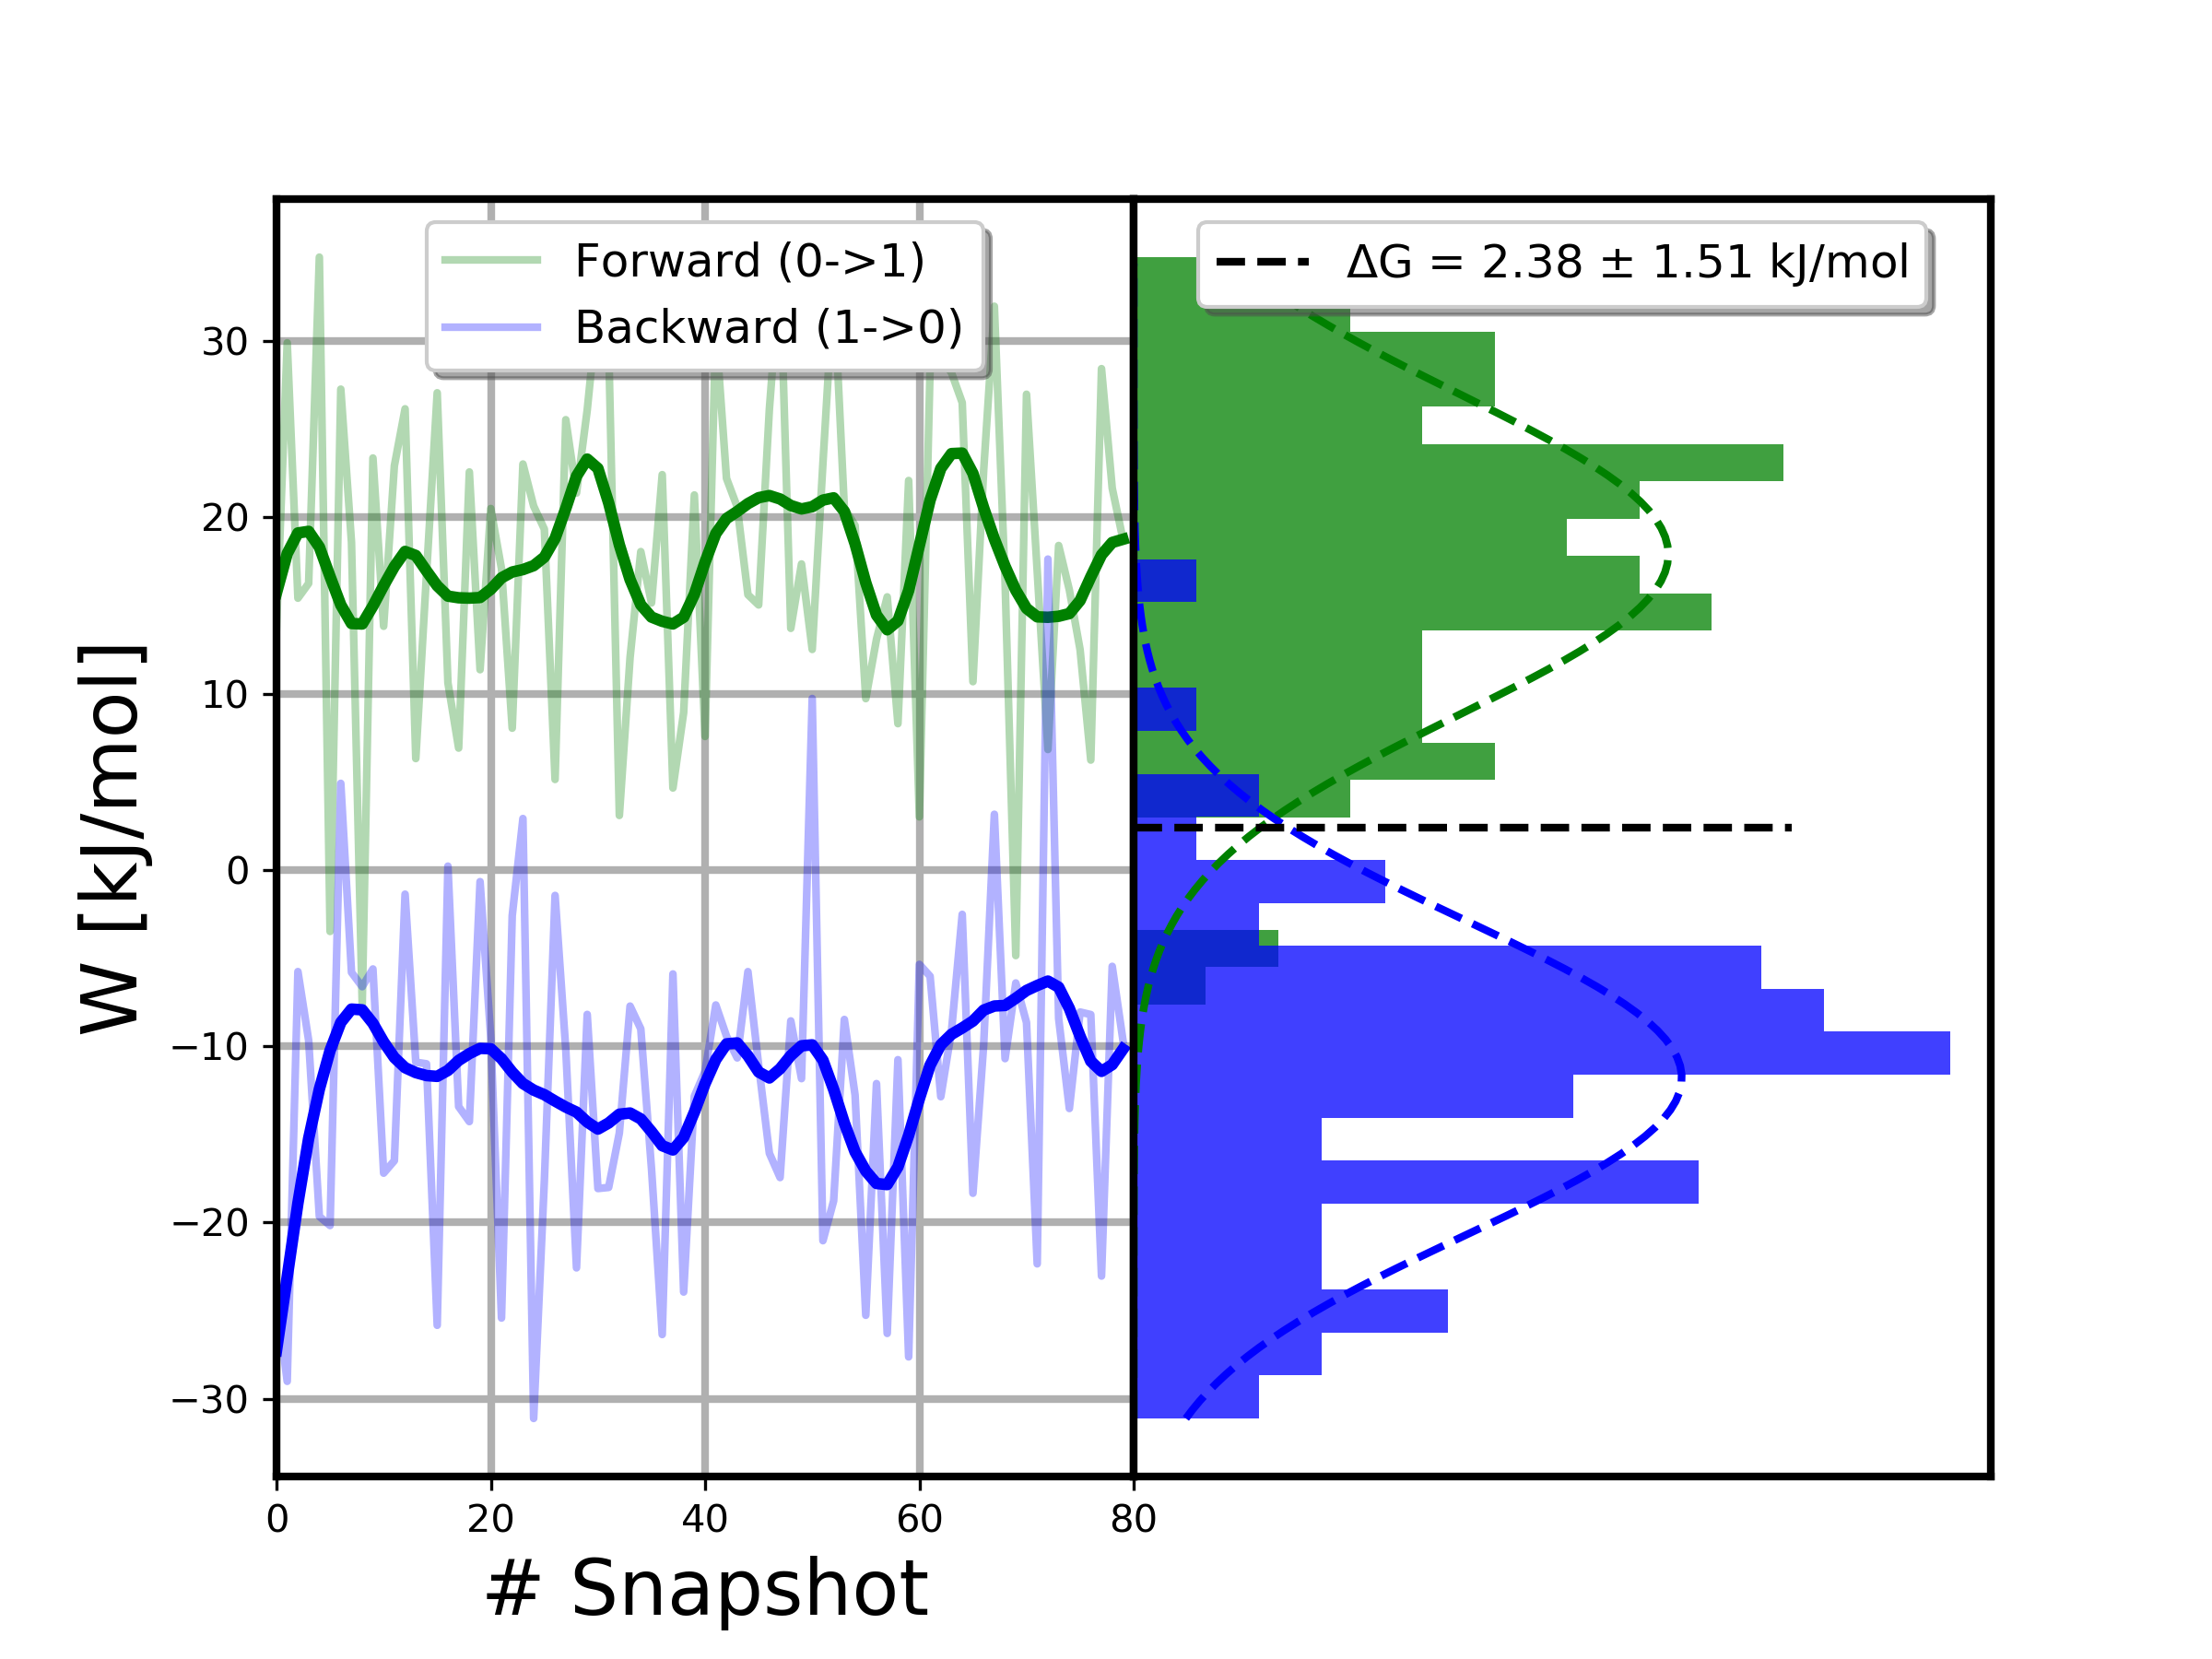 Forward (0->1)
Backward (1->0)
ΔG = 2.38 ± 1.51 kJ/mol
W [kJ/mol]
30
20
10
0
−10
−20
−30
0 20 40 60 80
# Snapshot